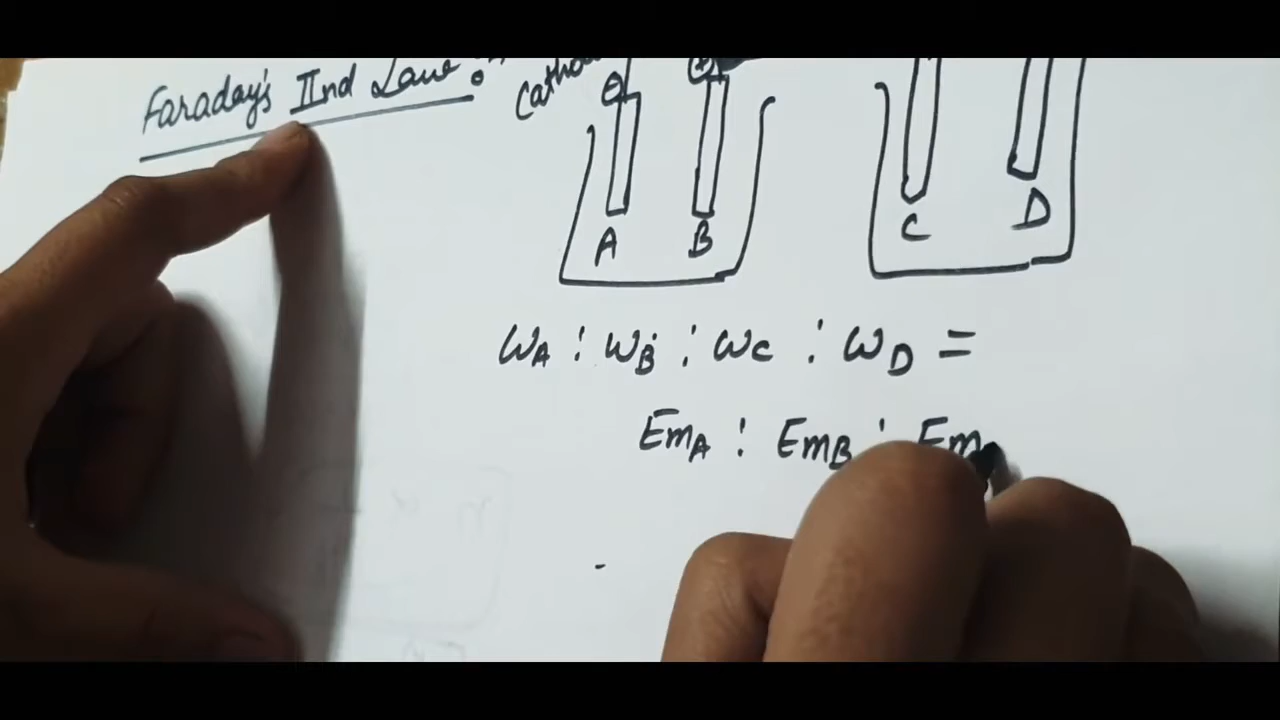 Faraday's IInd Law :
⊖ ⊕
A B C D
WA : WB : WC : WD =
EmA : EmB : Em